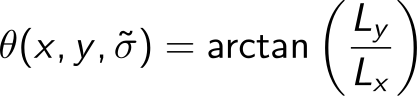 θ(x, y, σ̃) = arctan (L_y / L_x)